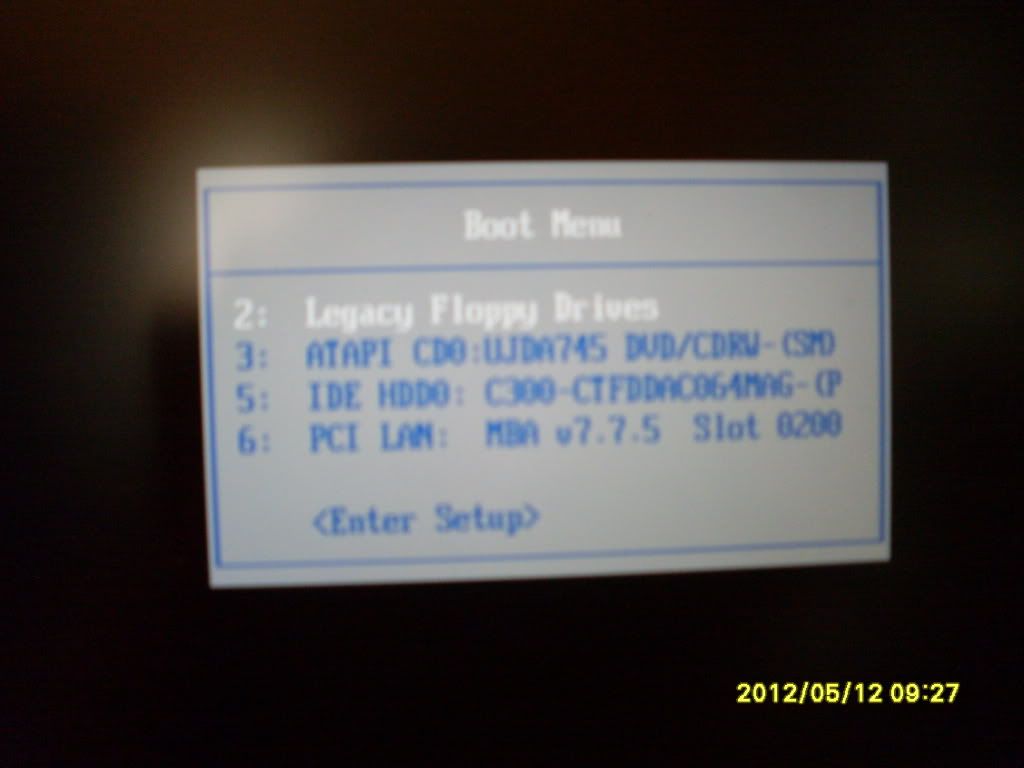 Boot Menu
2: Legacy Floppy Drives
3: ATAPI CD0:UJDA745 DVD/CDRW-(SM)
5: IDE HDD0: C300-CTFDDAC064MAG-(P
6: PCI LAN: MBA v7.7.5 Slot 0200
<Enter Setup>
2012/05/12 09:27